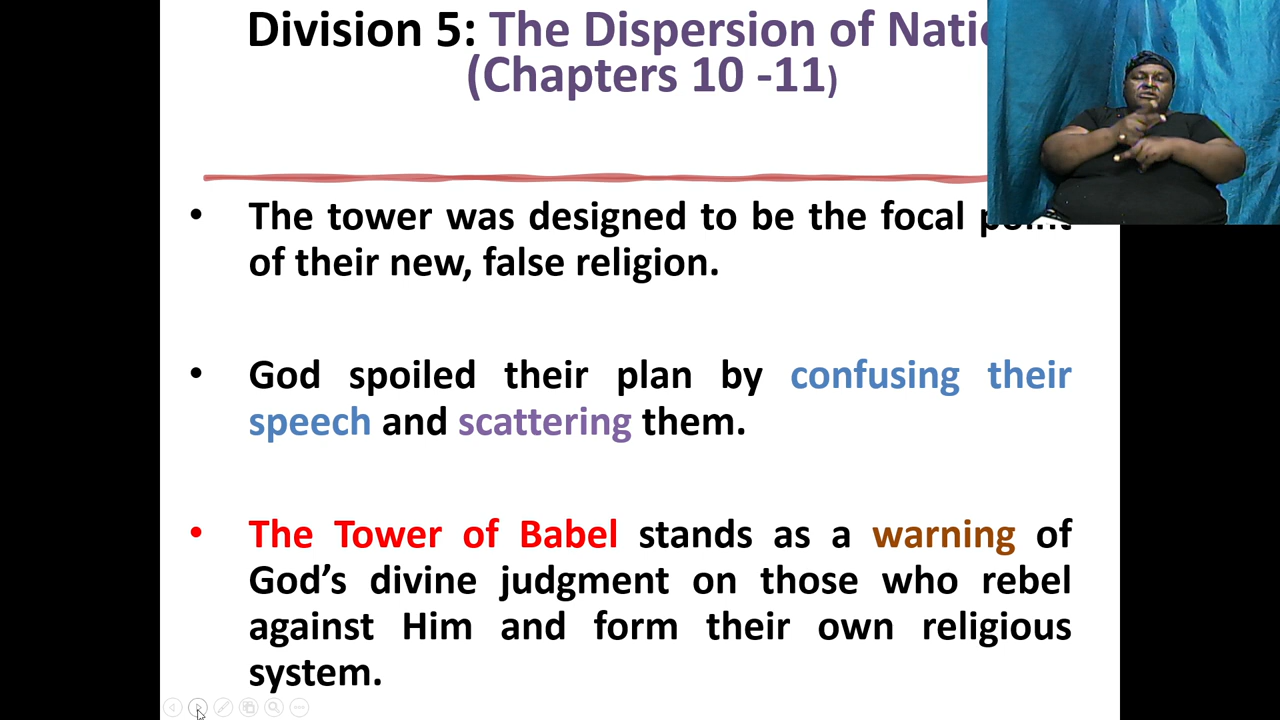 Division 5: The Dispersion of Natio
(Chapters 10 -11)
• The tower was designed to be the focal point
of their new, false religion.
• God spoiled their plan by confusing their
speech and scattering them.
• The Tower of Babel stands as a warning of
God’s divine judgment on those who rebel
against Him and form their own religious
system.